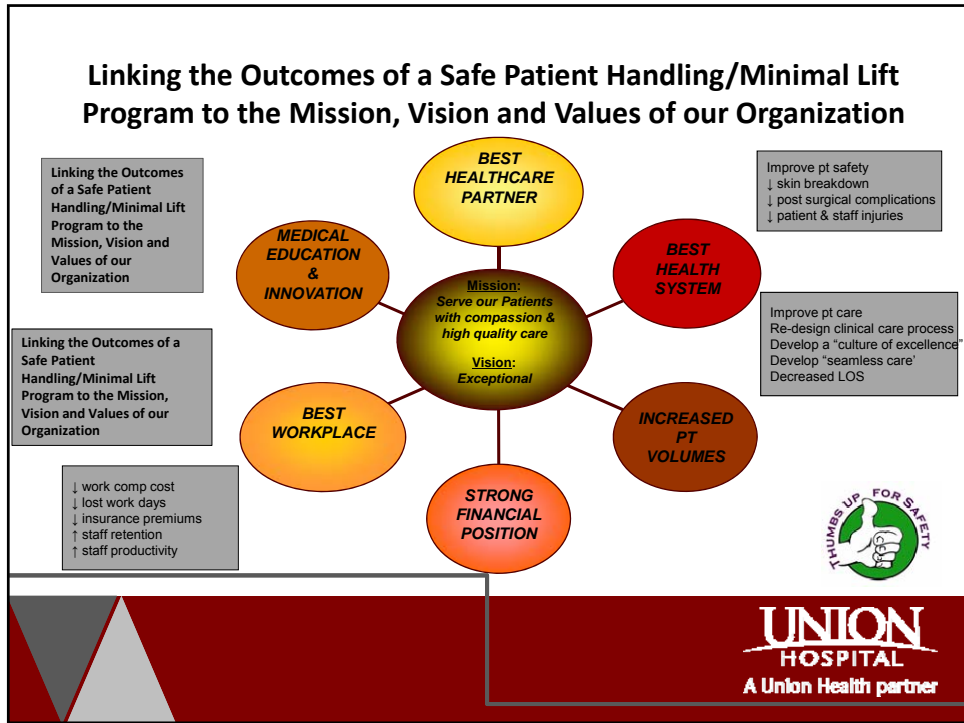 Linking the Outcomes of a Safe Patient Handling/Minimal Lift
Program to the Mission, Vision and Values of our Organization
Linking the Outcomes
of a Safe Patient
Handling/Minimal Lift
Program to the
Mission, Vision and
Values of our
Organization
BEST
HEALTHCARE
PARTNER
Improve pt safety
↓ skin breakdown
↓ post surgical complications
↓ patient & staff injuries
MEDICAL
EDUCATION
&
INNOVATION
BEST
HEALTH
SYSTEM
Mission:
Serve our Patients
with compassion &
high quality care
Vision:
Exceptional
Improve pt care
Re-design clinical care process
Develop a “culture of excellence”
Develop “seamless care’
Decreased LOS
Linking the Outcomes of a
Safe Patient
Handling/Minimal Lift
Program to the Mission,
Vision and Values of our
Organization
BEST
WORKPLACE
INCREASED
PT
VOLUMES
↓ work comp cost
↓ lost work days
↓ insurance premiums
↑ staff retention
↑ staff productivity
STRONG
FINANCIAL
POSITION
THUMBS UP FOR SAFETY
UNION
HOSPITAL
A Union Health partner